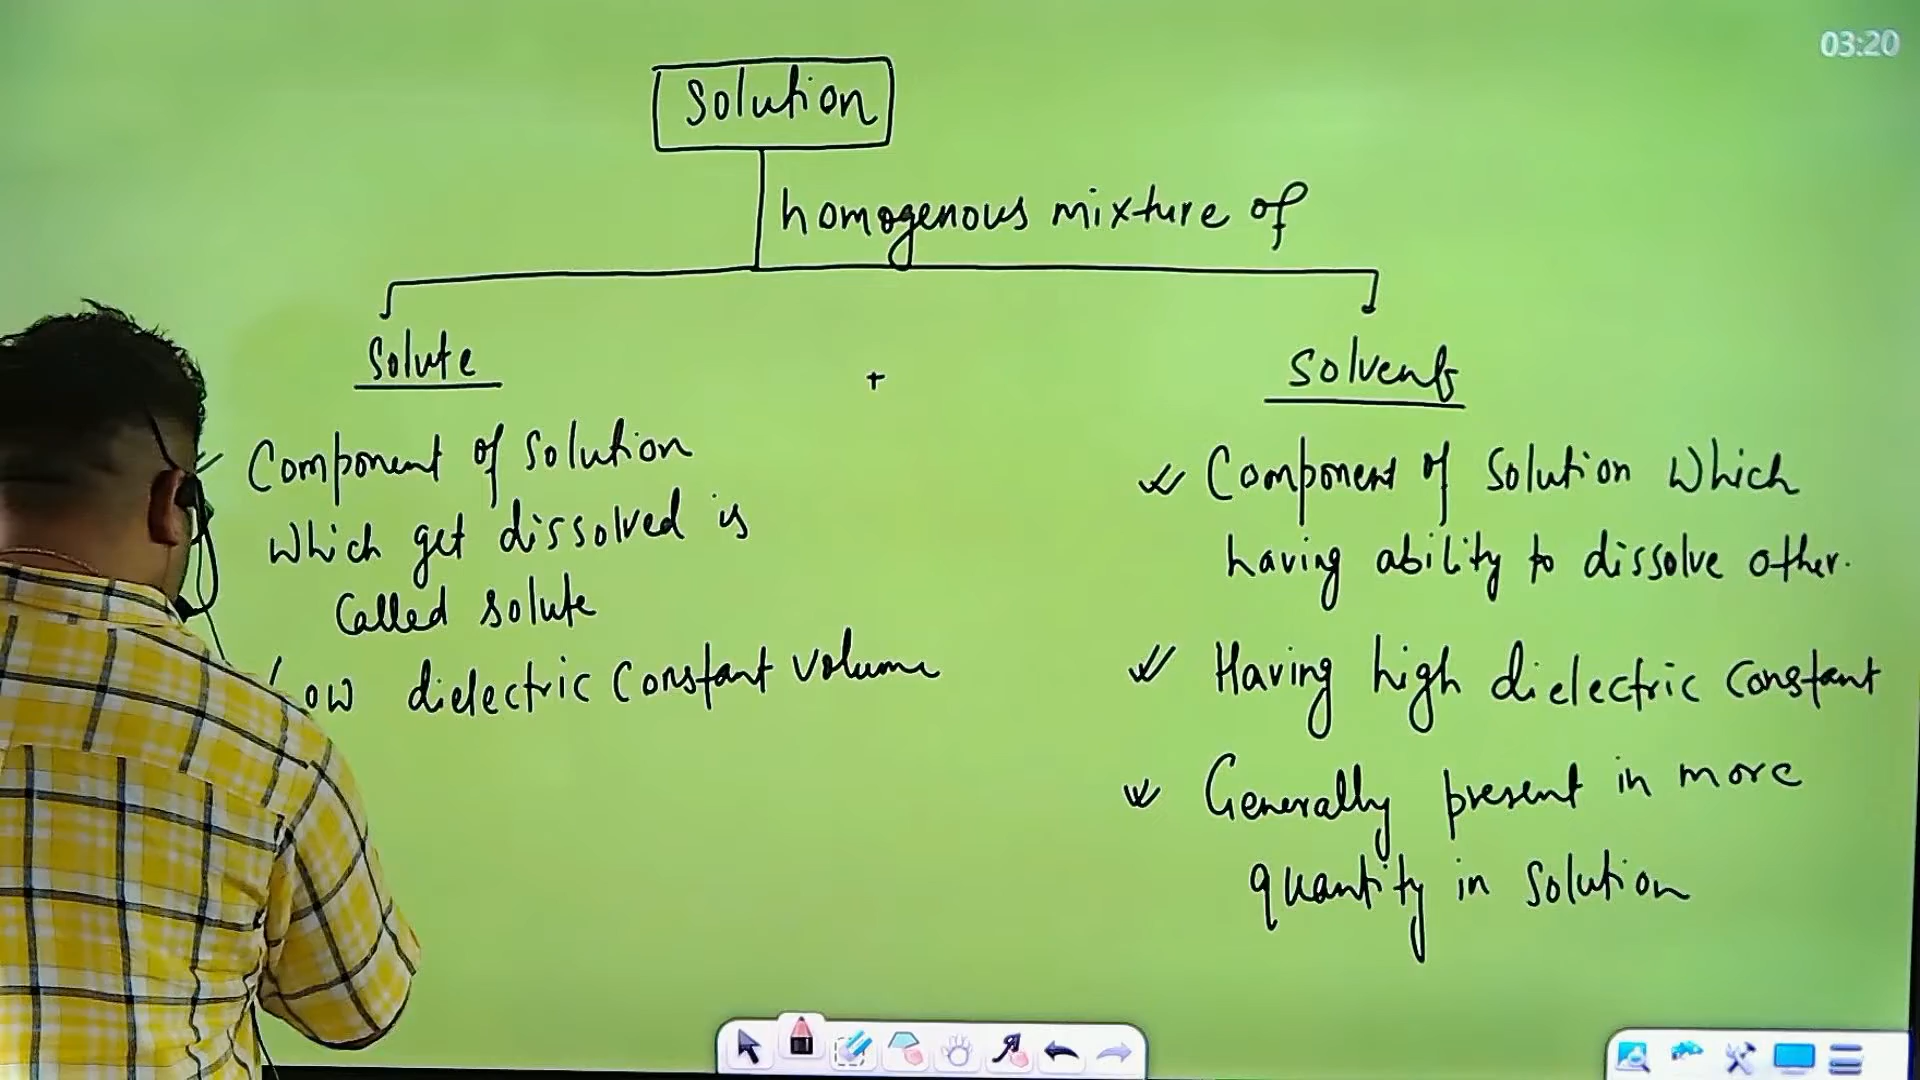 03:20
Solution
homogenous mixture of
Solute
+
Solvents
Component of solution
which get dissolved is
Called solute
Low dielectric constant volume
Component of solution which
having ability to dissolve other.
Having high dielectric constant
Generally present in more
quantity in solution